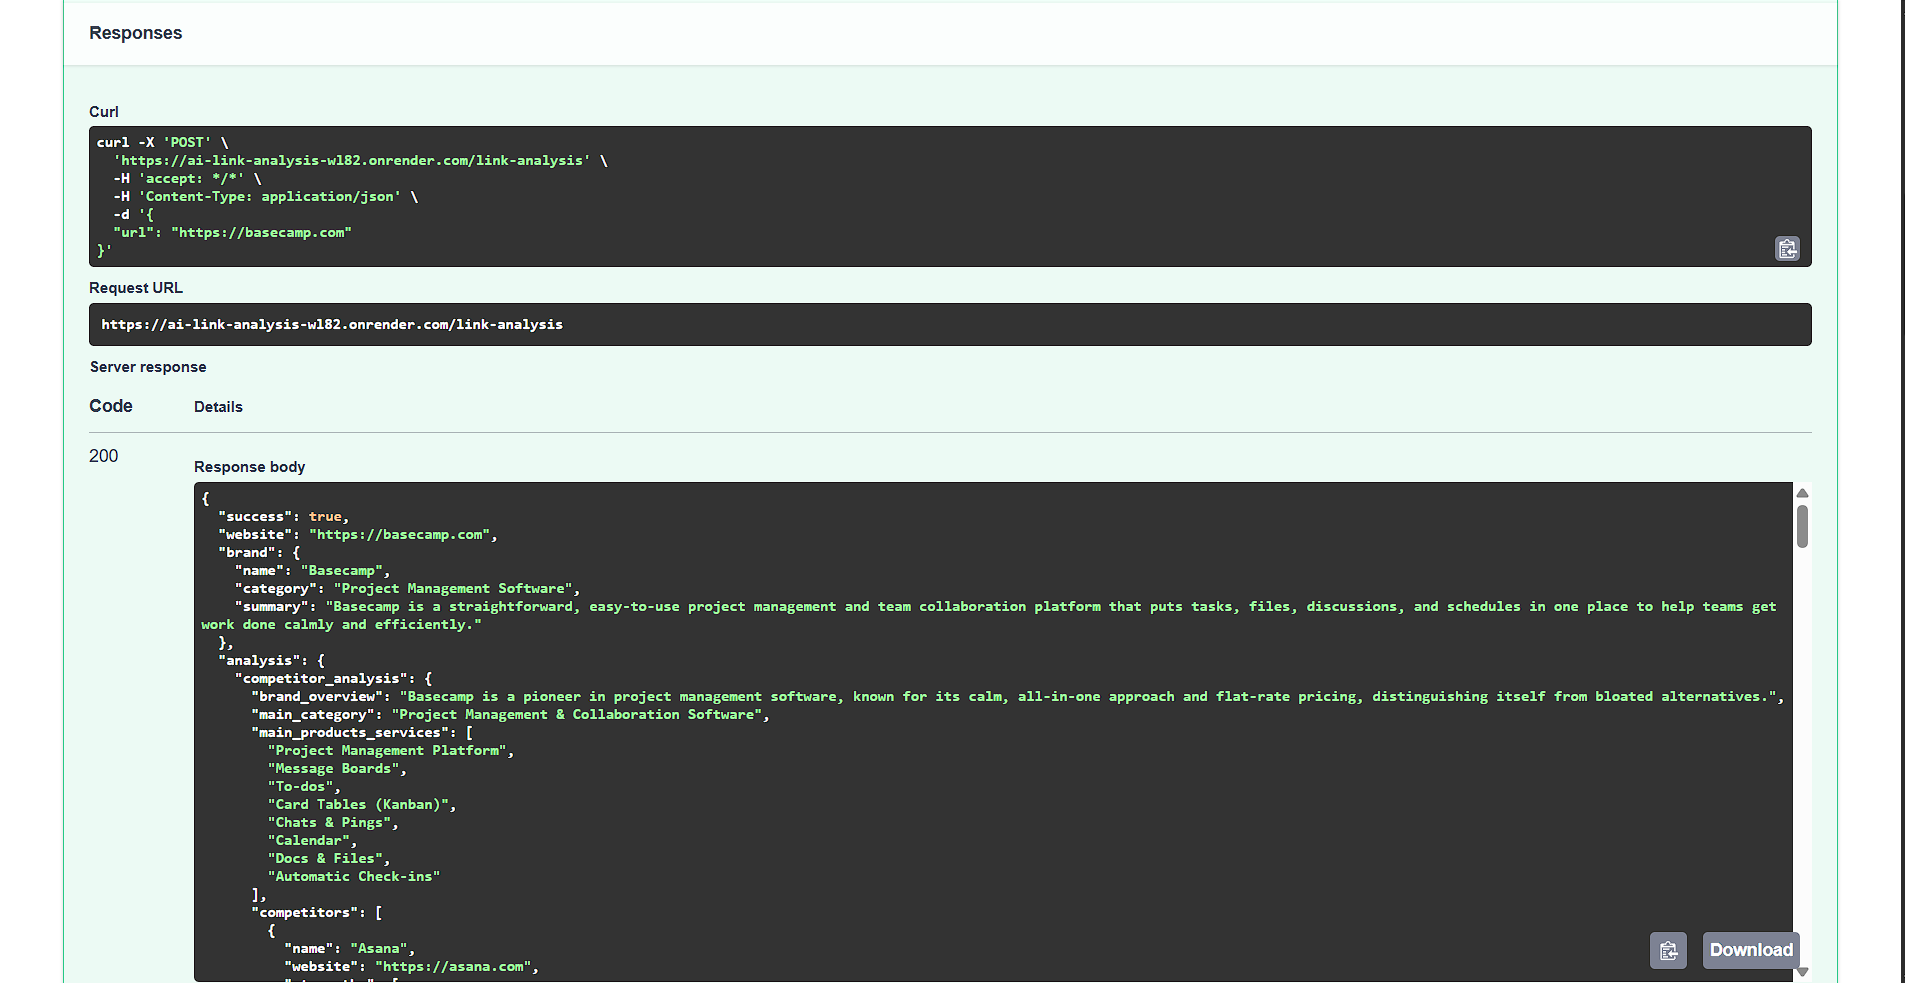 Responses
Curl
curl -X 'POST' \
  'https://ai-link-analysis-wl82.onrender.com/link-analysis' \
  -H 'accept: */*' \
  -H 'Content-Type: application/json' \
  -d '{
  "url": "https://basecamp.com"
}'
Request URL
https://ai-link-analysis-wl82.onrender.com/link-analysis
Server response
Code Details
200
Response body
{
  "success": true,
  "website": "https://basecamp.com",
  "brand": {
    "name": "Basecamp",
    "category": "Project Management Software",
    "summary": "Basecamp is a straightforward, easy-to-use project management and team collaboration platform that puts tasks, files, discussions, and schedules in one place to help teams get
work done calmly and efficiently."
  },
  "analysis": {
    "competitor_analysis": {
      "brand_overview": "Basecamp is a pioneer in project management software, known for its calm, all-in-one approach and flat-rate pricing, distinguishing itself from bloated alternatives.",
      "main_category": "Project Management & Collaboration Software",
      "main_products_services": [
        "Project Management Platform",
        "Message Boards",
        "To-dos",
        "Card Tables (Kanban)",
        "Chats & Pings",
        "Calendar",
        "Docs & Files",
        "Automatic Check-ins"
      ],
      "competitors": [
        {
          "name": "Asana",
          "website": "https://asana.com",
Download